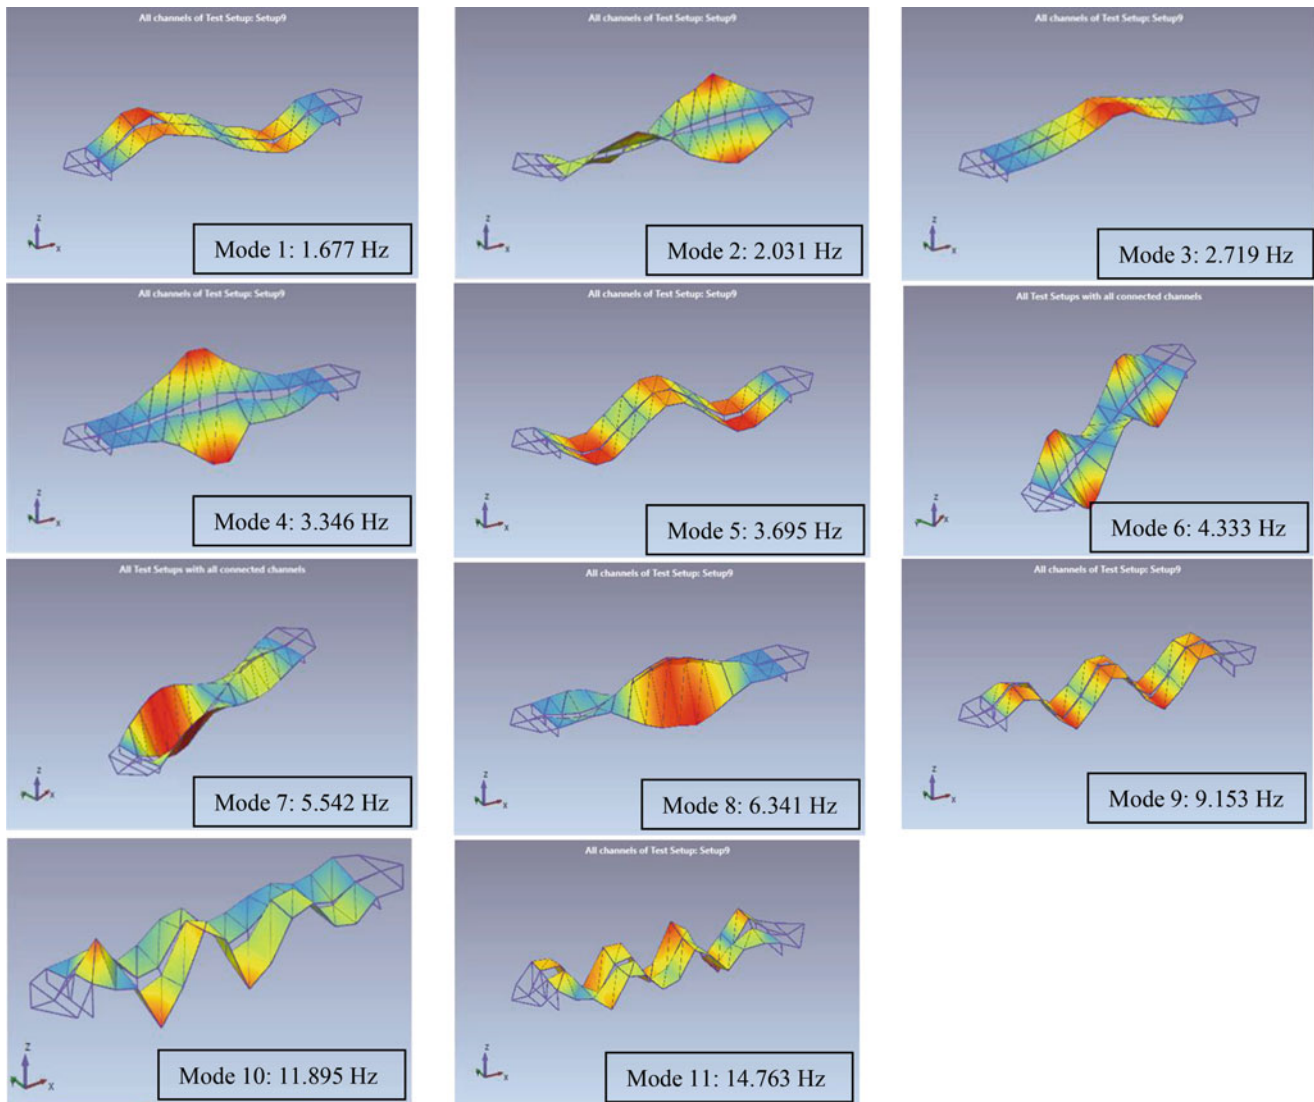 All channels of Test Setup: Setup9
All channels of Test Setup: Setup9
All channels of Test Setup: Setup9
z
x
Mode 1: 1.677 Hz
z
x
Mode 2: 2.031 Hz
z
x
Mode 3: 2.719 Hz
All channels of Test Setup: Setup9
All channels of Test Setup: Setup9
All Test Setups with all connected channels
z
x
Mode 4: 3.346 Hz
z
x
Mode 5: 3.695 Hz
z
x
Mode 6: 4.333 Hz
All Test Setups with all connected channels
All channels of Test Setup: Setup9
All channels of Test Setup: Setup9
z
x
Mode 7: 5.542 Hz
z
x
Mode 8: 6.341 Hz
z
x
Mode 9: 9.153 Hz
All channels of Test Setup: Setup9
z
x
Mode 10: 11.895 Hz
z
x
Mode 11: 14.763 Hz